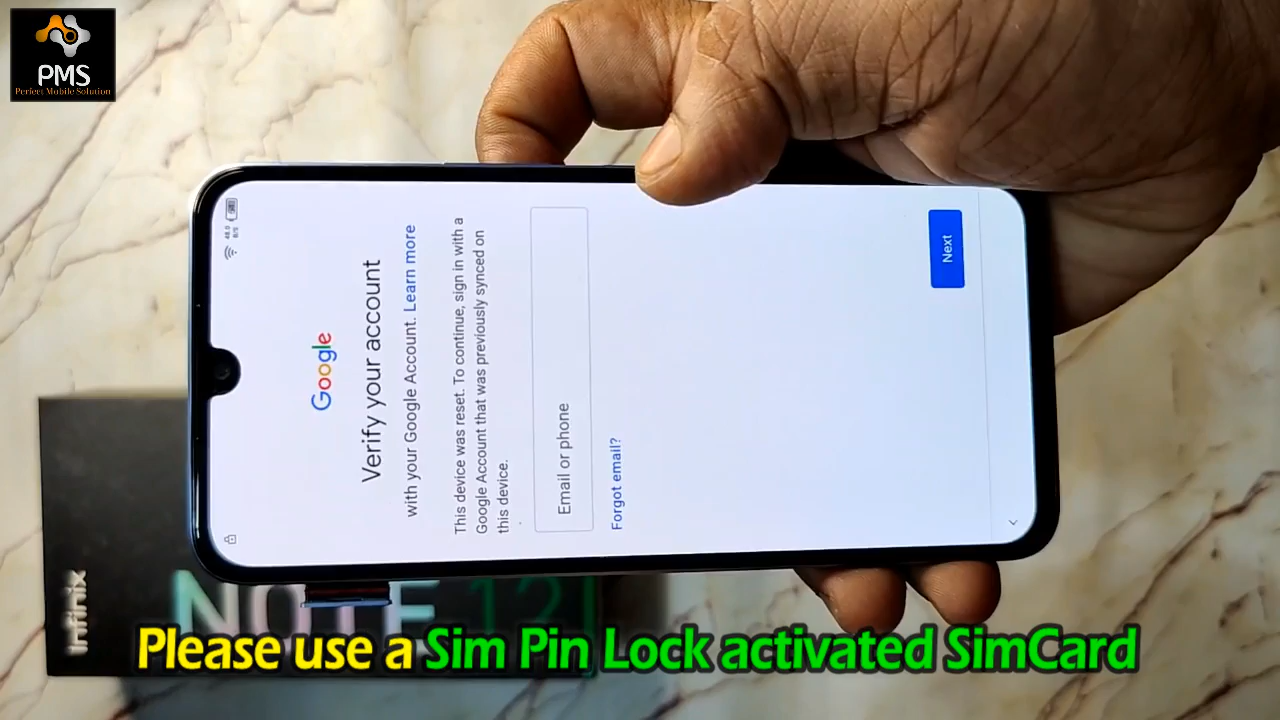 PMS
Perfect Mobile Solution
Google
Verify your account
with your Google Account. Learn more
This device was reset. To continue, sign in with a
Google Account that was previously synced on
this device.
Email or phone
Forgot email?
Next
Infinix
NOTE 12
Please use a Sim Pin Lock activated SimCard